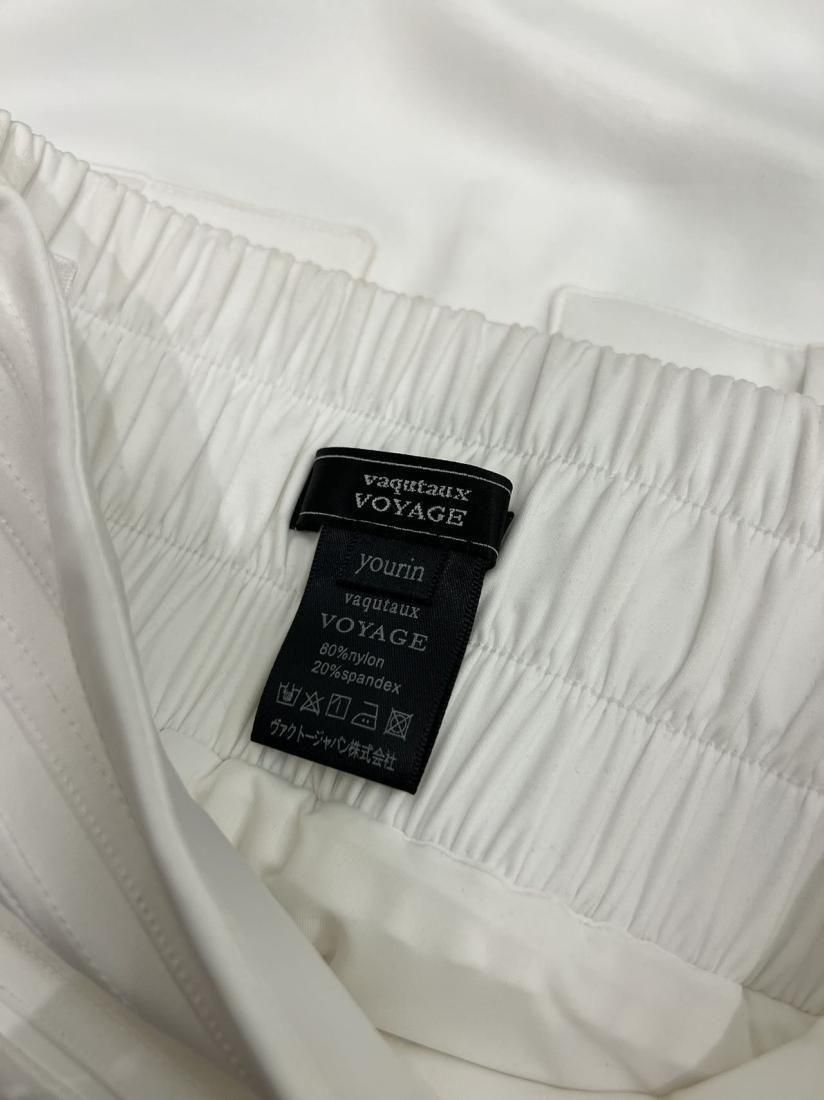 vaqutaux
VOYAGE
yourin
vaqutaux
VOYAGE
80%nylon
20%spandex
ヴァクトージャパン株式会社